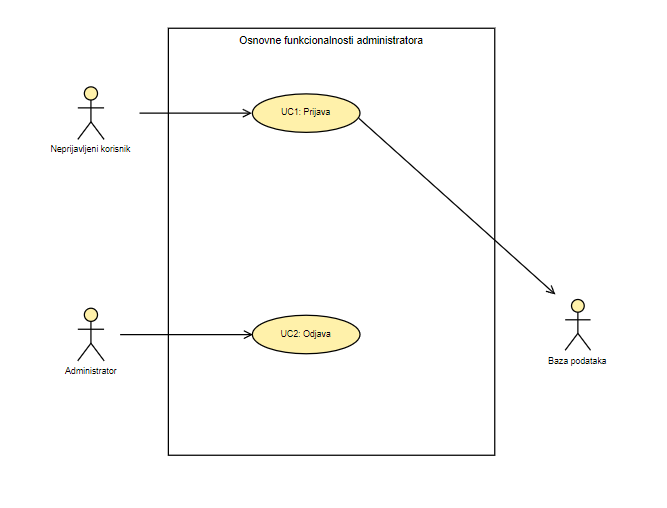 Osnovne funkcionalnosti administratora
UC1: Prijava
Neprijavljeni korisnik
UC2: Odjava
Administrator
Baza podataka